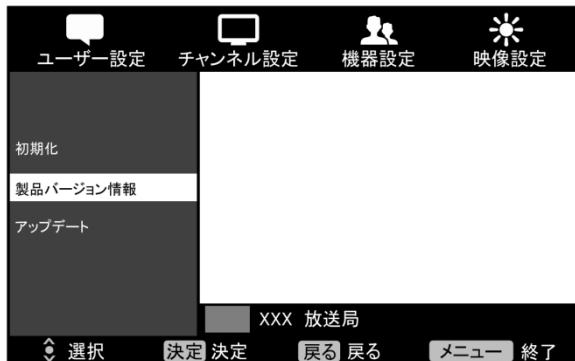 ユーザー設定 チャンネル設定 機器設定 映像設定
初期化
製品バージョン情報
アップデート
XXX 放送局
選択 決定 決定 戻る 戻る メニュー 終了